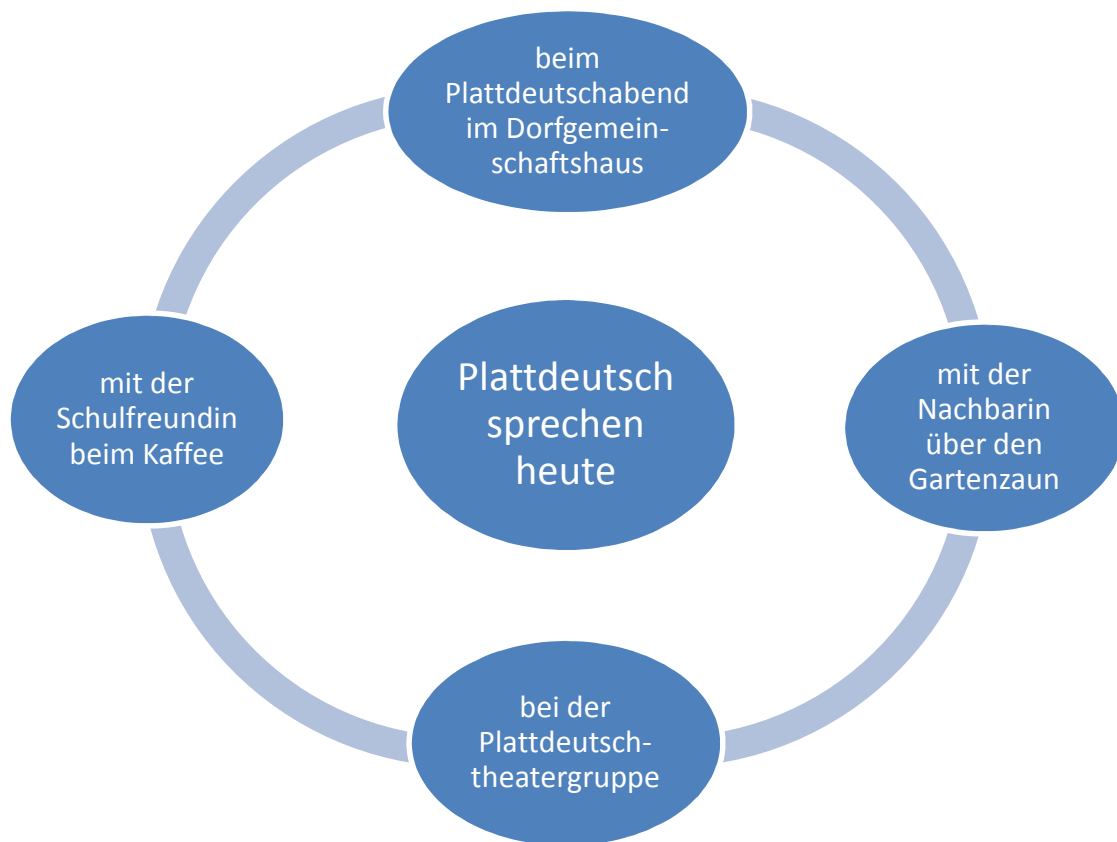 beim
Plattdeutschabend
im Dorfgemein-
schaftshaus
mit der
Schulfreundin
beim Kaffee
Plattdeutsch
sprechen
heute
mit der
Nachbarin
über den
Gartenzaun
bei der
Plattdeutsch-
theatergruppe